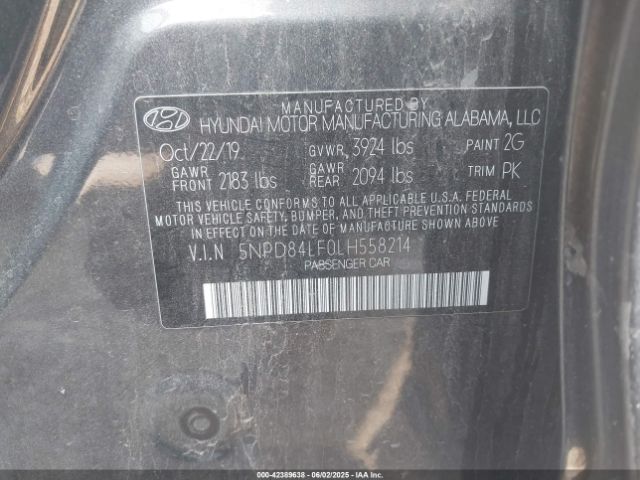 MANUFACTURED BY
HYUNDAI MOTOR MANUFACTURING ALABAMA, LLC
Oct/22/19 GVWR, 3924 lbs PAINT 2G
GAWR FRONT 2183 lbs GAWR REAR 2094 lbs TRIM PK
THIS VEHICLE CONFORMS TO ALL APPLICABLE U.S.A. FEDERAL
MOTOR VEHICLE SAFETY, BUMPER, AND THEFT PREVENTION STANDARDS
IN EFFECT ON THE DATE OF MANUFACTURE SHOWN ABOVE
V.I.N 5NPD84LF0LH558214
PASSENGER CAR
000-42389638 - 06/02/2025 - IAAI.COM